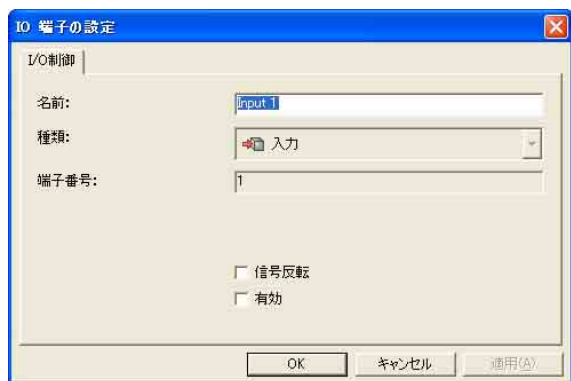 IO 端子の設定
I/O制御
名前: Input 1
種類: 入力
端子番号: 1
信号反転
有効
OK キャンセル 適用(A)